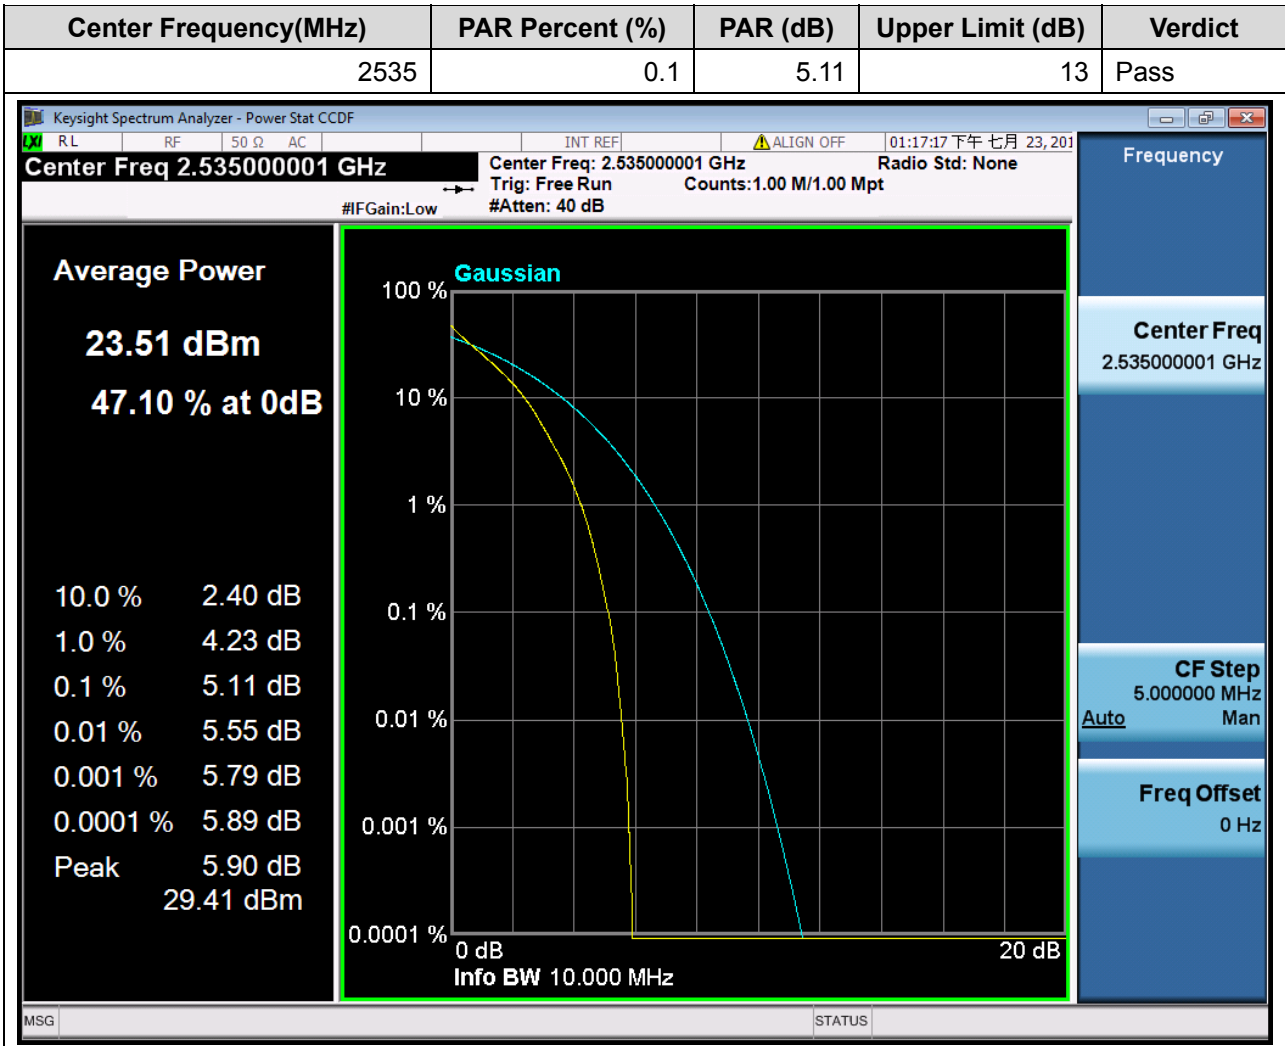 Center Frequency(MHz) PAR Percent (%) PAR (dB) Upper Limit (dB) Verdict
2535 0.1 5.11 13 Pass
Keysight Spectrum Analyzer - Power Stat CCDF
LXI RL RF 50 Ω AC INT REF ALIGN OFF 01:17:17 下午 七月 23, 201
Center Freq 2.535000001 GHz
Center Freq: 2.535000001 GHz Radio Std: None
Trig: Free Run Counts:1.00 M/1.00 Mpt
#IFGain:Low #Atten: 40 dB
Average Power
23.51 dBm
47.10 % at 0dB
10.0 % 2.40 dB
1.0 % 4.23 dB
0.1 % 5.11 dB
0.01 % 5.55 dB
0.001 % 5.79 dB
0.0001 % 5.89 dB
Peak 5.90 dB
29.41 dBm
Gaussian
100 %
10 %
1 %
0.1 %
0.01 %
0.001 %
0.0001 %
0 dB 20 dB
Info BW 10.000 MHz
Frequency
Center Freq
2.535000001 GHz
CF Step
5.000000 MHz
Auto Man
Freq Offset
0 Hz
MSG STATUS